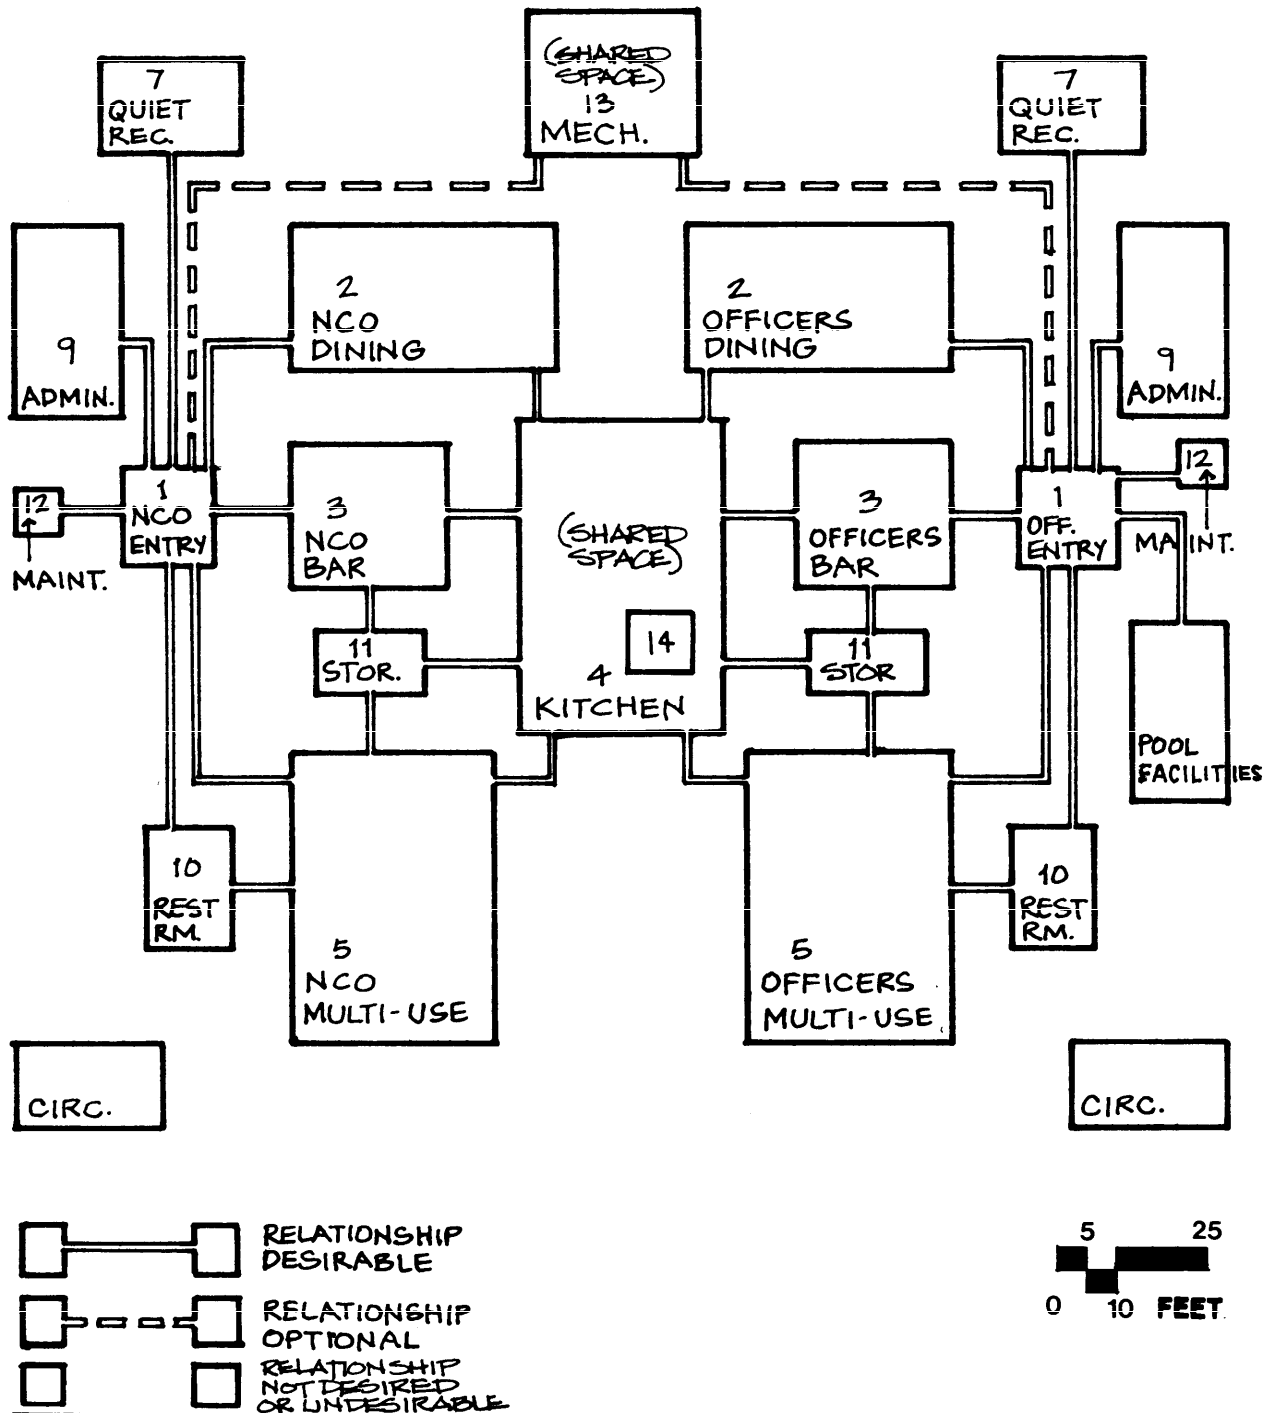 (SHARED
SPACE)
13
MECH.
7
QUIET
REC.
7
QUIET
REC.
9
ADMIN.
2
NCO
DINING
2
OFFICERS
DINING
9
ADMIN.
12
MAINT.
1
NCO
ENTRY
3
NCO
BAR
(SHARED
SPACE)
14
4
KITCHEN
3
OFFICERS
BAR
1
OFF.
ENTRY
12
MAINT.
11
STOR.
11
STOR
POOL
FACILITIES
10
REST
RM.
5
NCO
MULTI-USE
5
OFFICERS
MULTI-USE
10
REST
RM.
CIRC.
CIRC.
RELATIONSHIP
DESIRABLE
RELATIONSHIP
OPTIONAL
RELATIONSHIP
NOT DESIRED
OR UNDESIRABLE
5 25
0 10 FEET